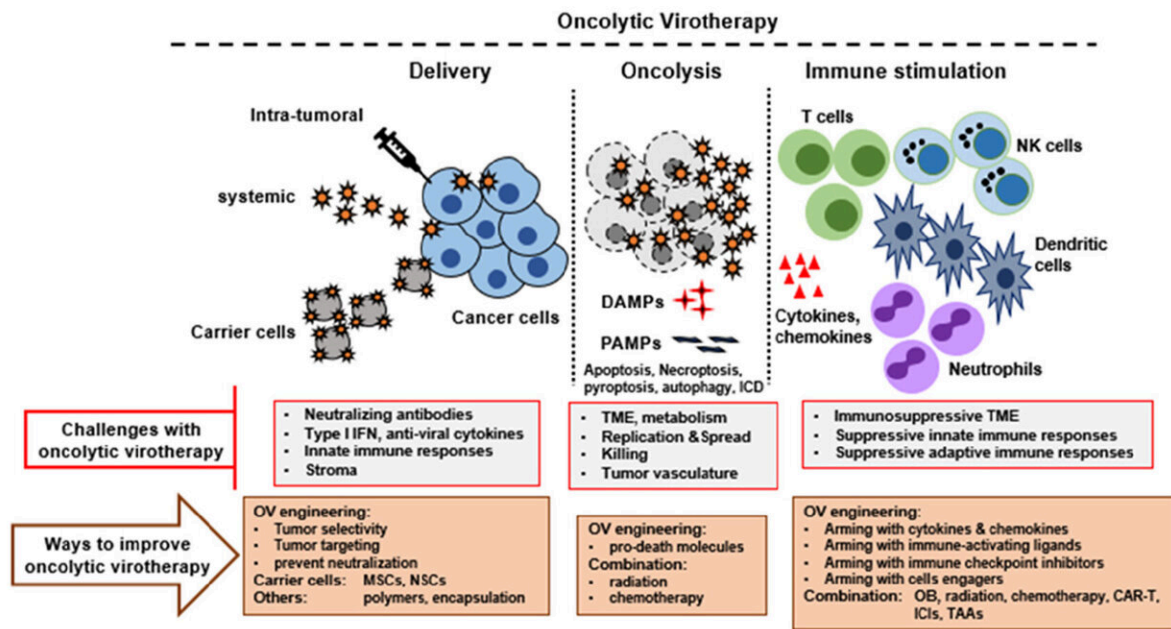 Oncolytic Virotherapy
Delivery
Oncolysis
Immune stimulation
Intra-tumoral
systemic
Carrier cells
Cancer cells
DAMPs
PAMPs
Apoptosis, Necroptosis,
pyroptosis, autophagy, ICD
T cells
NK cells
Dendritic
cells
Cytokines,
chemokines
Neutrophils
Challenges with
oncolytic virotherapy
• Neutralizing antibodies
• Type I IFN, anti-viral cytokines
• Innate immune responses
• Stroma
• TME, metabolism
• Replication & Spread
• Killing
• Tumor vasculature
• Immunosuppressive TME
• Suppressive innate immune responses
• Suppressive adaptive immune responses
Ways to improve
oncolytic virotherapy
OV engineering:
• Tumor selectivity
• Tumor targeting
• prevent neutralization
Carrier cells: MSCs, NSCs
Others: polymers, encapsulation
OV engineering:
• pro-death molecules
Combination:
• radiation
• chemotherapy
OV engineering:
• Arming with cytokines & chemokines
• Arming with immune-activating ligands
• Arming with immune checkpoint inhibitors
• Arming with cells engagers
Combination: OB, radiation, chemotherapy, CAR-T,
ICIs, TAAs